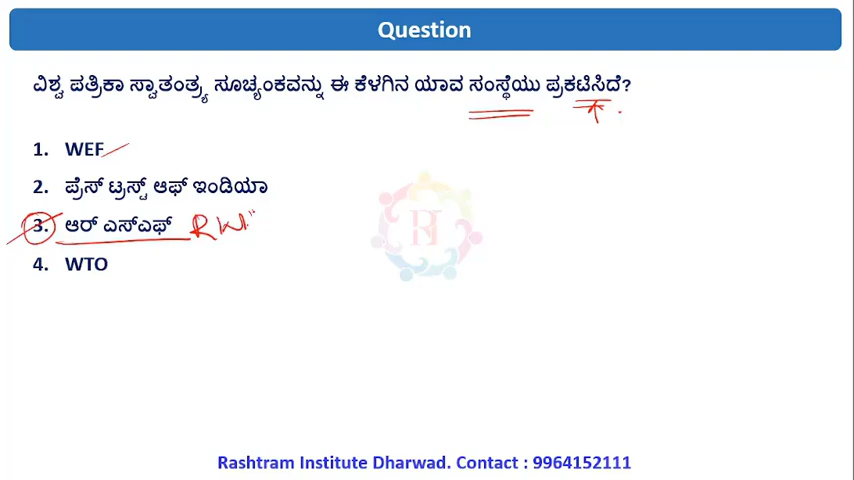 Question
ವಿಶ್ವ ಪತ್ರಿಕಾ ಸ್ವಾತಂತ್ರ್ಯ ಸೂಚ್ಯಂಕವನ್ನು ಈ ಕೆಳಗಿನ ಯಾವ ಸಂಸ್ಥೆಯು ಪ್ರಕಟಿಸಿದೆ?
1. WEF
2. ಪ್ರೆಸ್ ಟ್ರಸ್ಟ್ ಆಫ್ ಇಂಡಿಯಾ
3. ಆರ್ ಎಸ್ಎಫ್
4. WTO
Rashtram Institute Dharwad. Contact : 9964152111